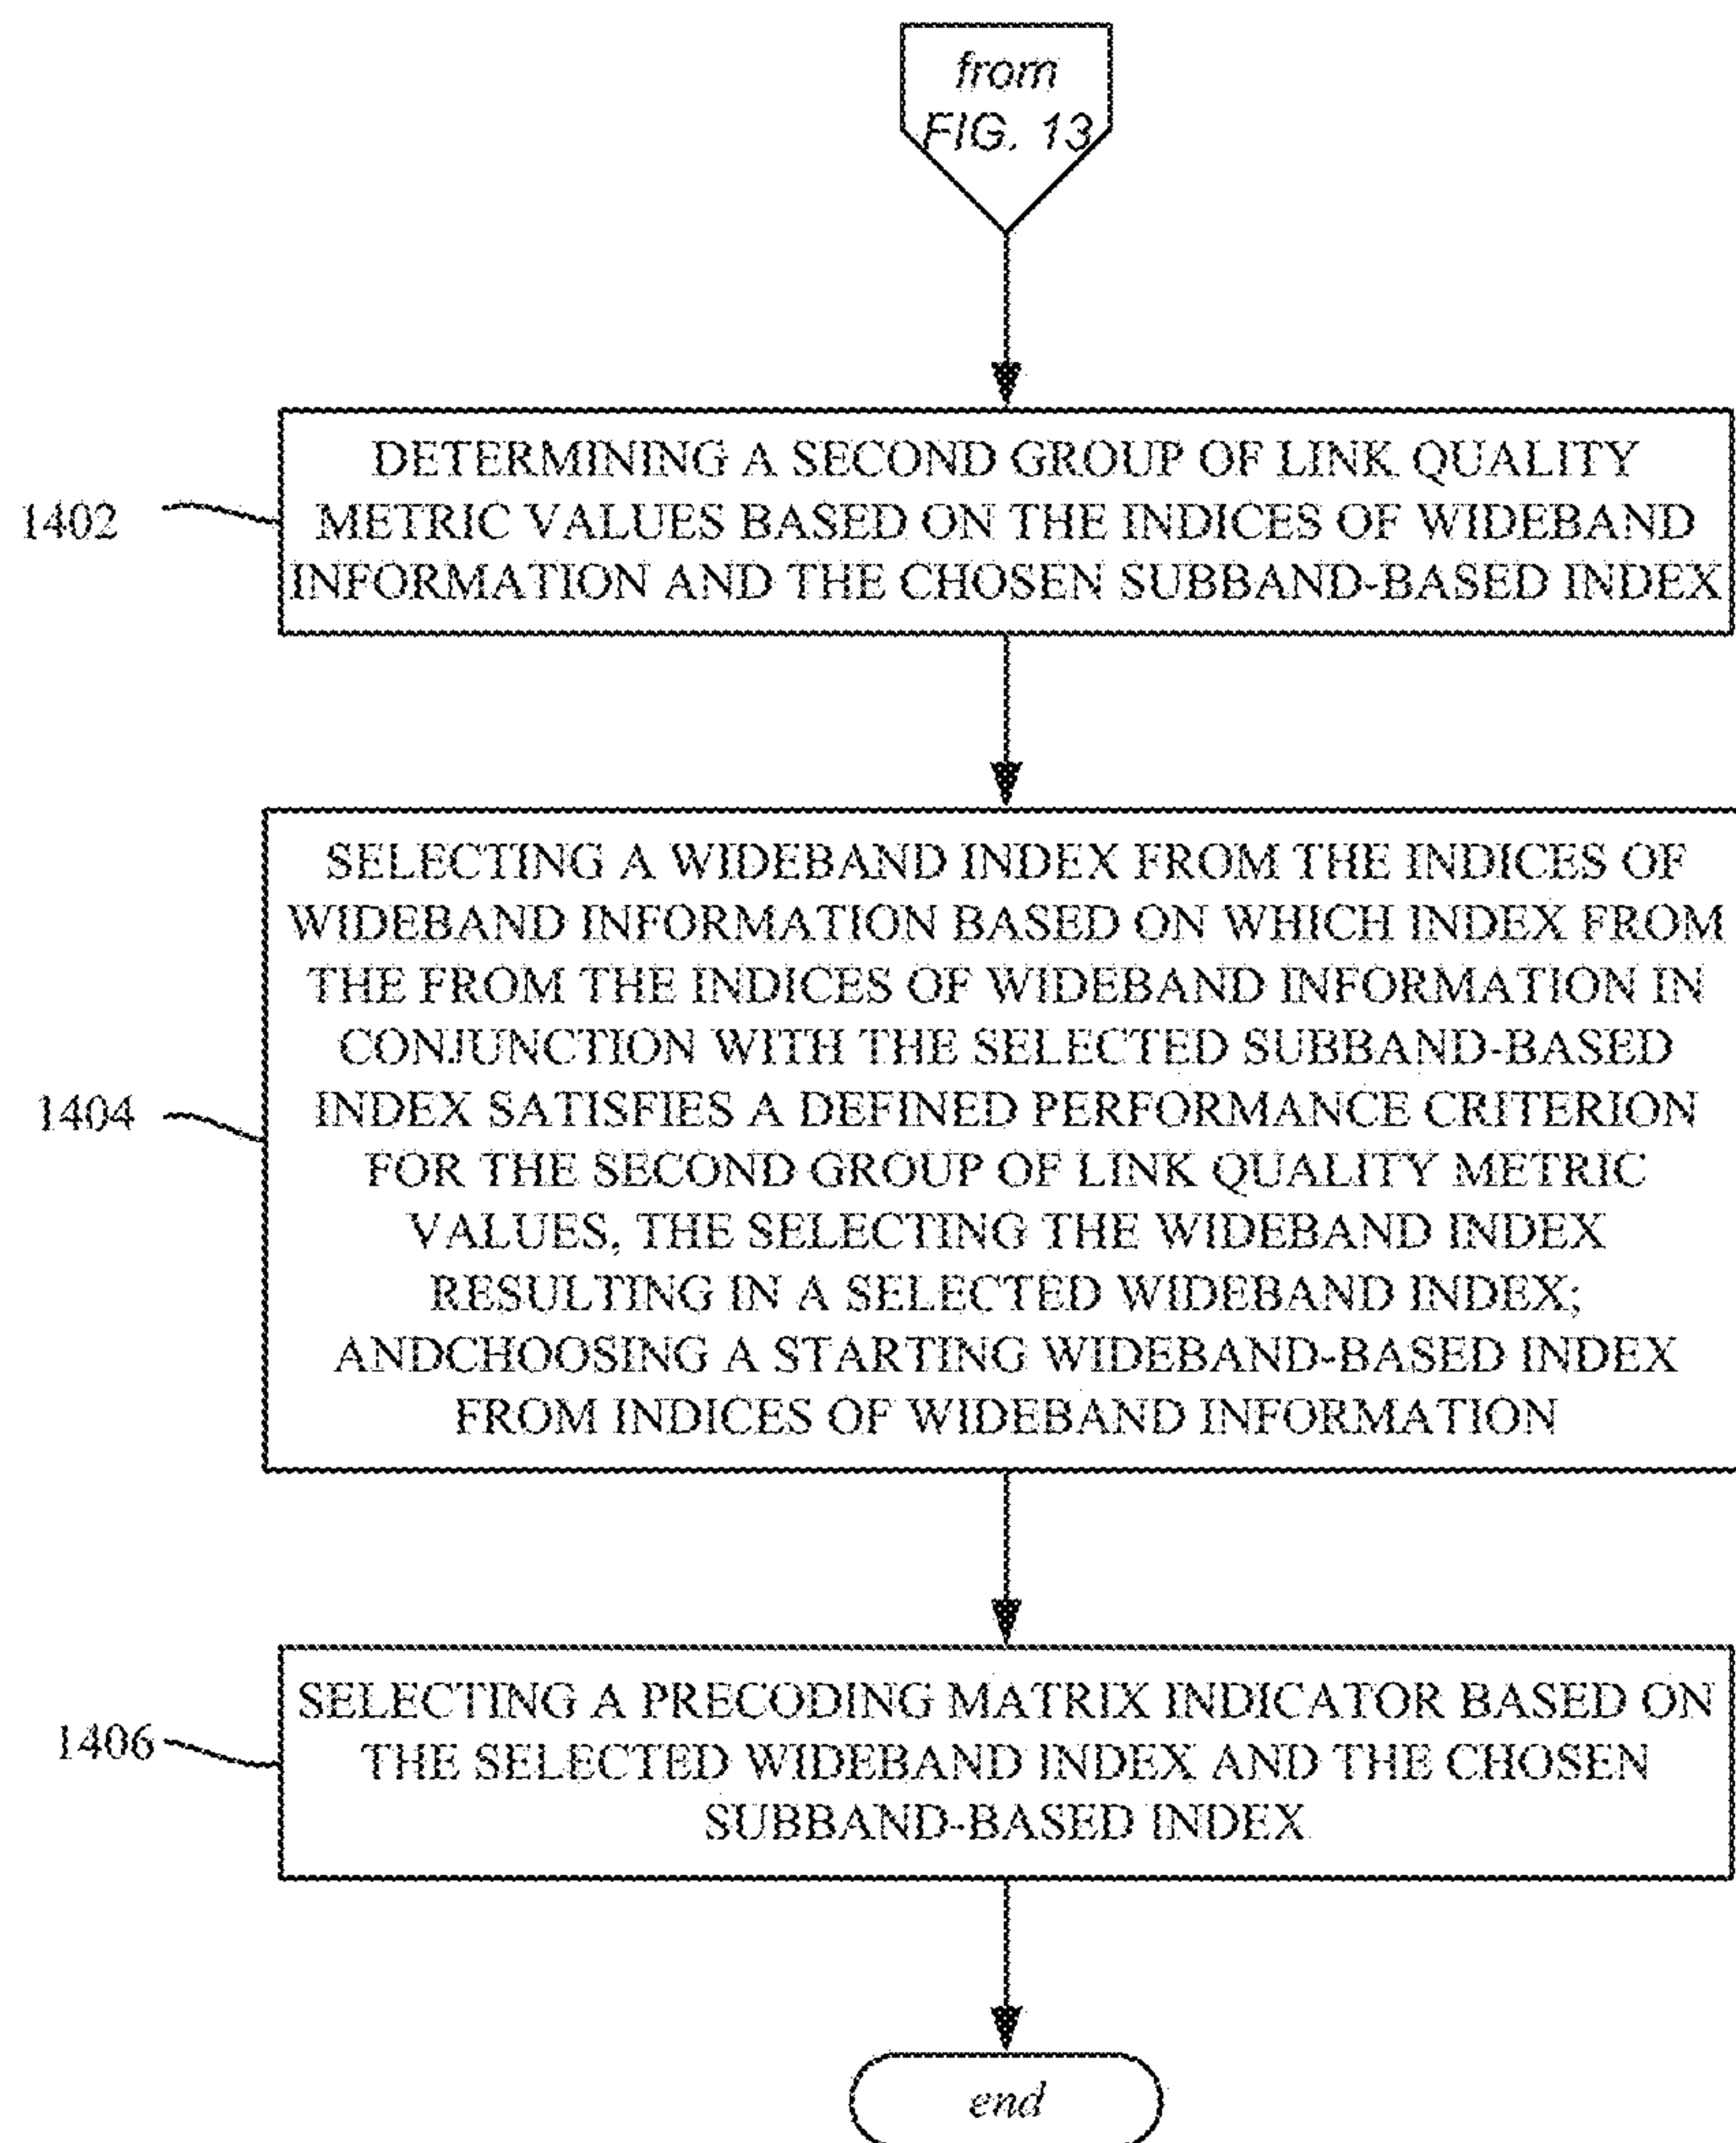 from
FIG. 13
1402
DETERMINING A SECOND GROUP OF LINK QUALITY
METRIC VALUES BASED ON THE INDICES OF WIDEBAND
INFORMATION AND THE CHOSEN SUBBAND-BASED INDEX
1404
SELECTING A WIDEBAND INDEX FROM THE INDICES OF
WIDEBAND INFORMATION BASED ON WHICH INDEX FROM
THE FROM THE INDICES OF WIDEBAND INFORMATION IN
CONJUNCTION WITH THE SELECTED SUBBAND-BASED
INDEX SATISFIES A DEFINED PERFORMANCE CRITERION
FOR THE SECOND GROUP OF LINK QUALITY METRIC
VALUES, THE SELECTING THE WIDEBAND INDEX
RESULTING IN A SELECTED WIDEBAND INDEX;
ANDCHOOSING A STARTING WIDEBAND-BASED INDEX
FROM INDICES OF WIDEBAND INFORMATION
1406
SELECTING A PRECODING MATRIX INDICATOR BASED ON
THE SELECTED WIDEBAND INDEX AND THE CHOSEN
SUBBAND-BASED INDEX
end